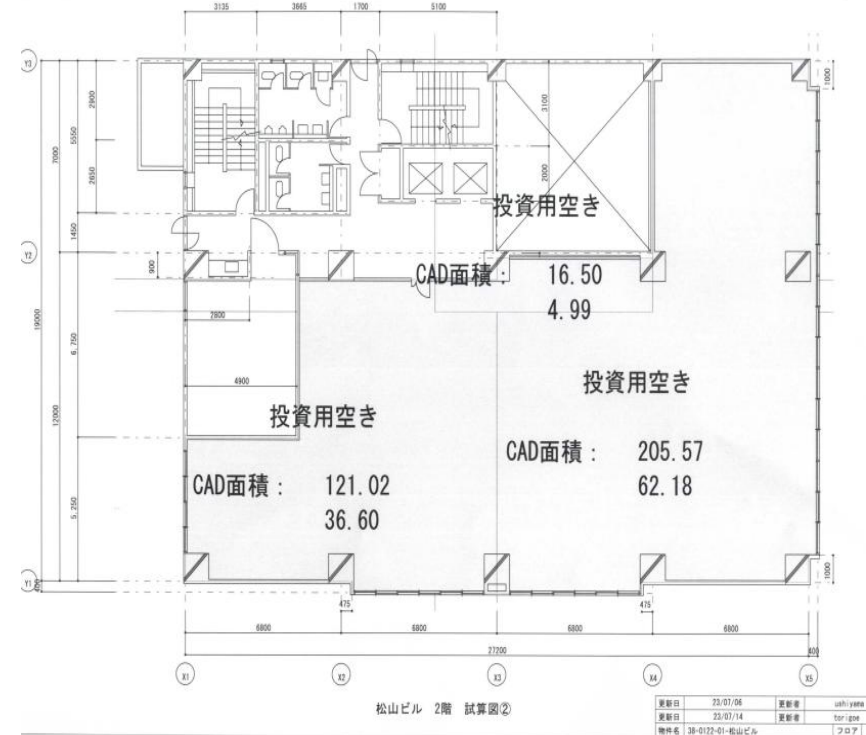 3135
3665
1700
5100
Y3
1000
2900
3100
5550
7000
2650
2000
投資用空き
1450
Y2
900
CAD面積： 16.50
4.99
2800
19000
6,750
投資用空き
4900
12000
投資用空き
CAD面積： 205.57
62.18
CAD面積： 121.02
36.60
5,250
Y1
400
1000
475
475
6800
6800
6800
6800
27200
400
X1
X2
X3
X4
X5
松山ビル 2階 試算図②
更新日 23/07/06 更新者 ushiyama
更新日 23/07/14 更新者 torigoe
物件名 38-0122-01-松山ビル フロア